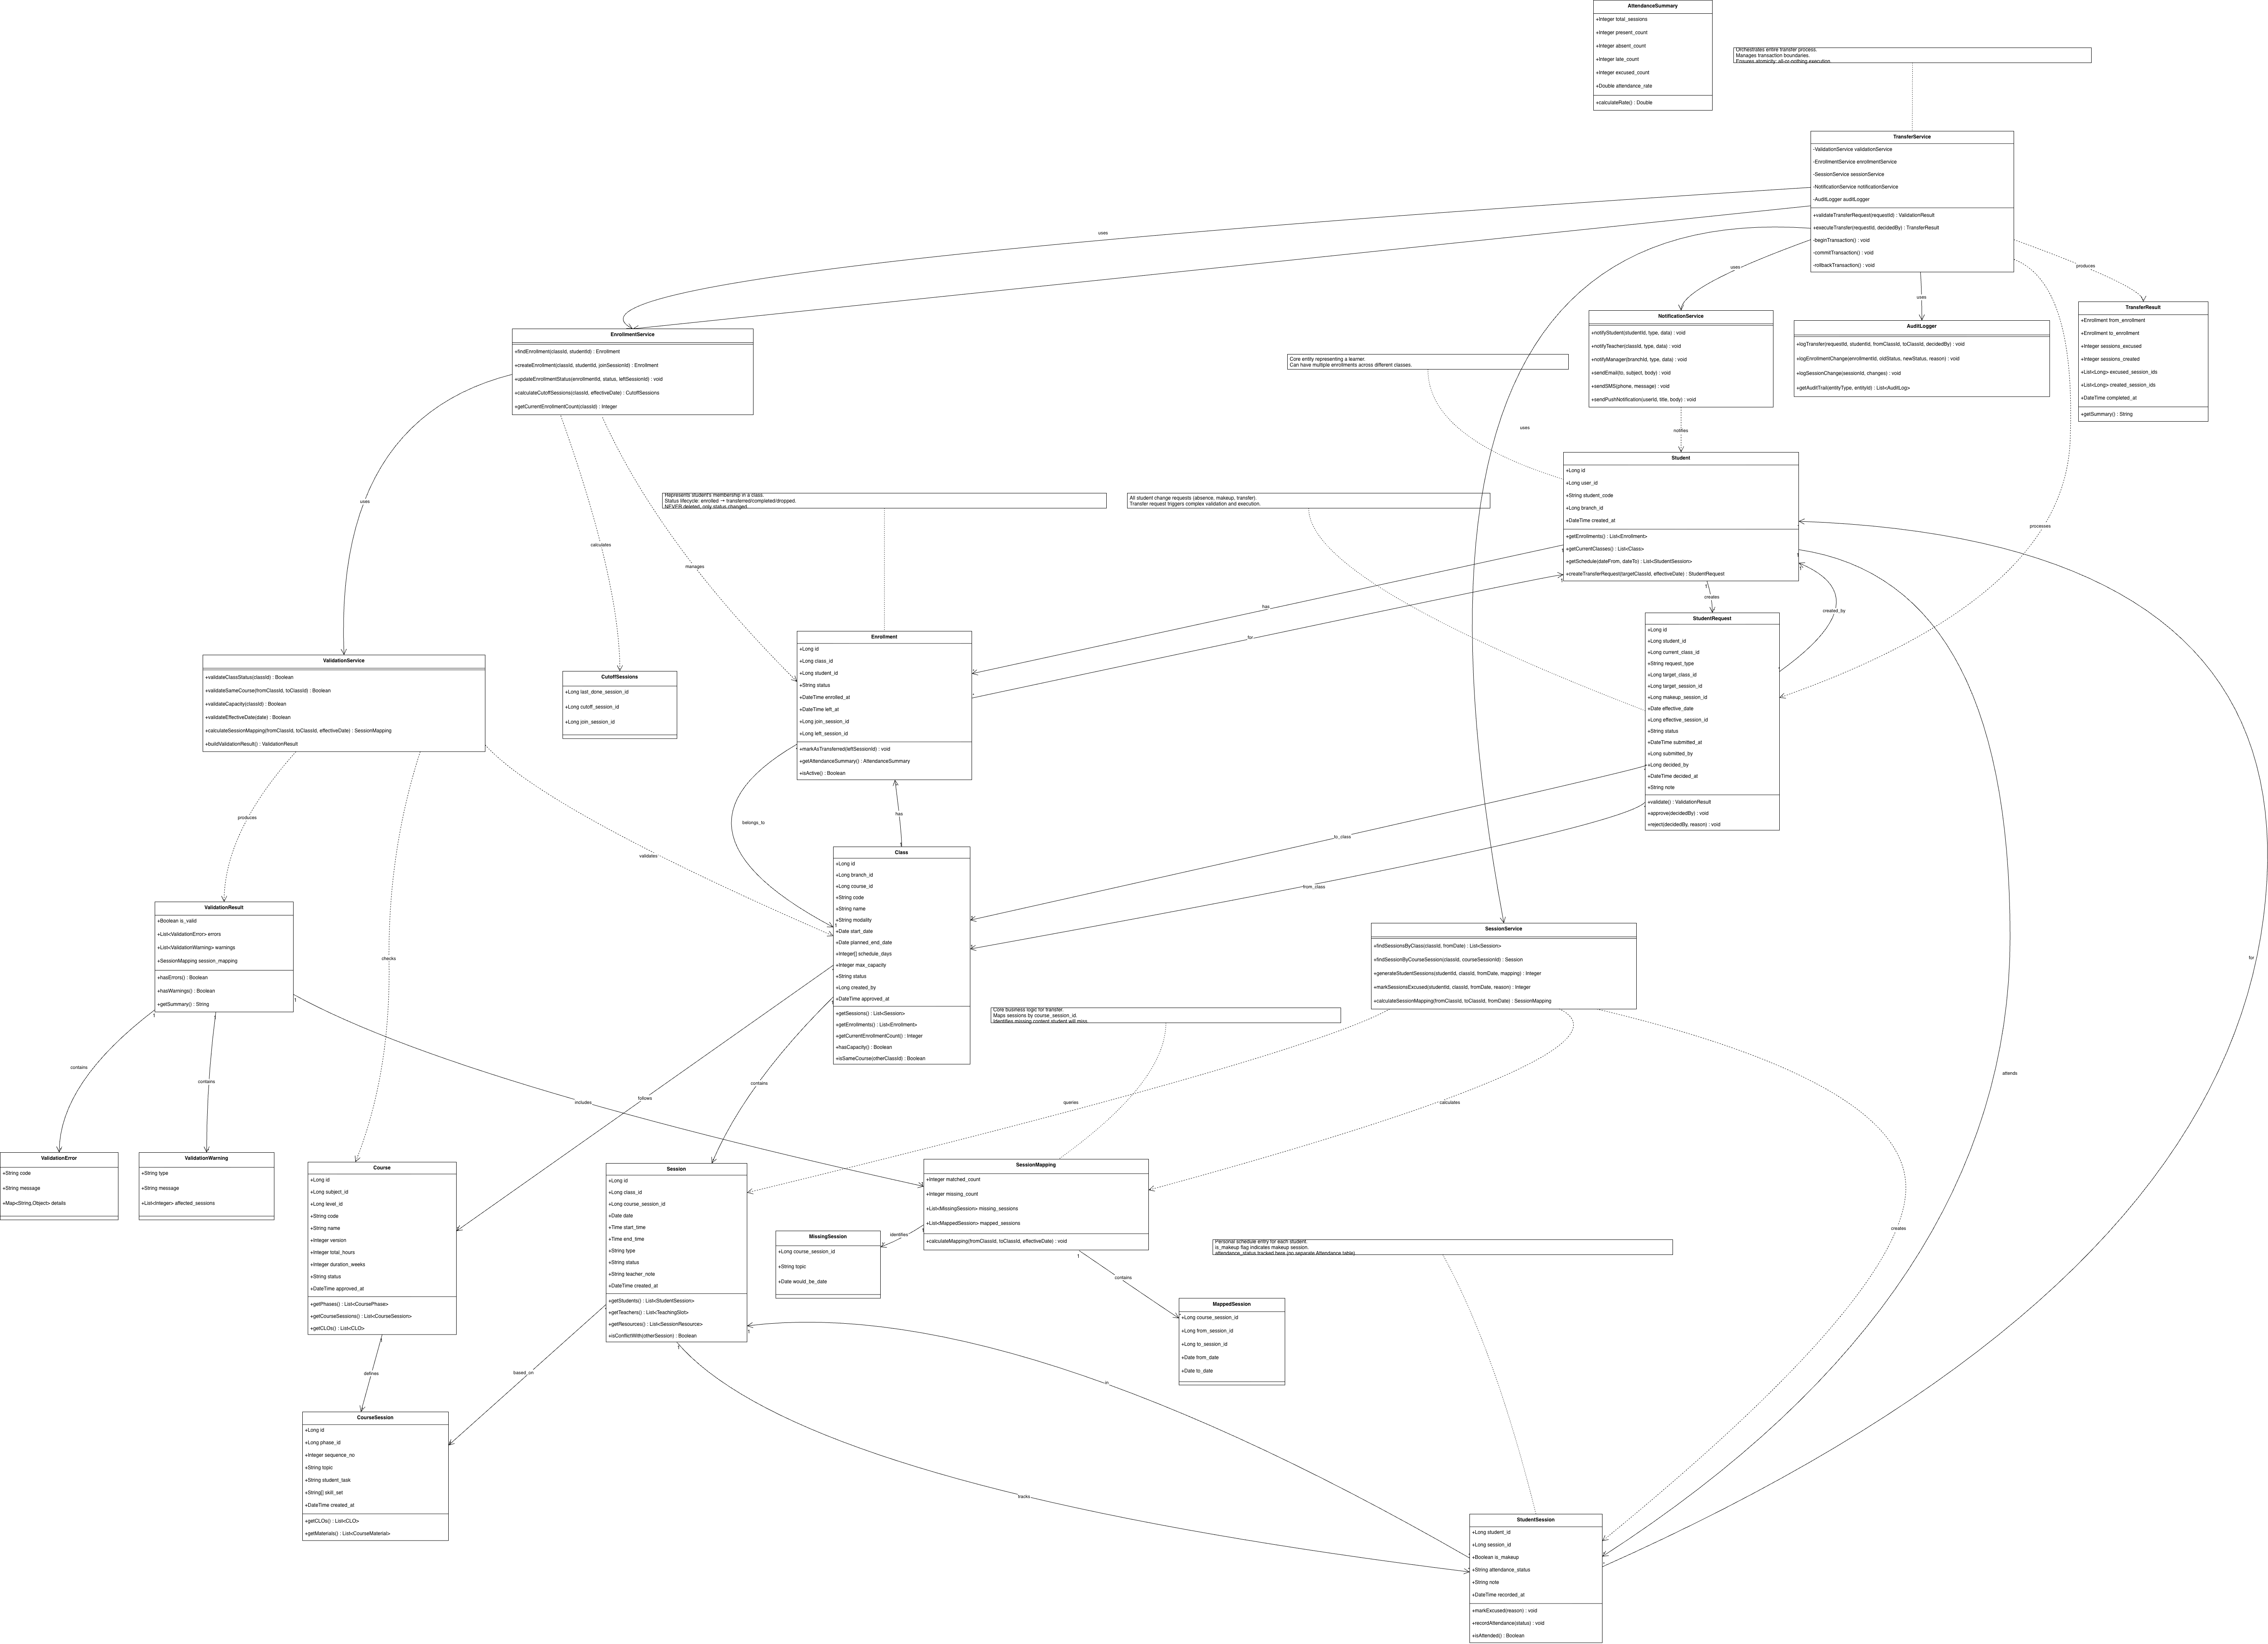 AttendanceSummary
+Integer total_sessions
+Integer present_count
+Integer absent_count
+Integer late_count
+Integer excused_count
+Double attendance_rate
+calculateRate() : Double
Orchestrates entire transfer process.
Manages transaction boundaries.
Ensures atomicity: all-or-nothing execution.
TransferService
-ValidationService validationService
-EnrollmentService enrollmentService
-SessionService sessionService
-NotificationService notificationService
-AuditLogger auditLogger
+validateTransferRequest(requestId) : ValidationResult
+executeTransfer(requestId, decidedBy) : TransferResult
-beginTransaction() : void
-commitTransaction() : void
-rollbackTransaction() : void
uses
uses
uses
uses
produces
processes
TransferResult
+Enrollment from_enrollment
+Enrollment to_enrollment
+Integer sessions_excused
+Integer sessions_created
+List<Long> excused_session_ids
+List<Long> created_session_ids
+DateTime completed_at
+getSummary() : String
AuditLogger
+logTransfer(requestId, studentId, fromClassId, toClassId, decidedBy) : void
+logEnrollmentChange(enrollmentId, oldStatus, newStatus, reason) : void
+logSessionChange(sessionId, changes) : void
+getAuditTrail(entityType, entityId) : List<AuditLog>
NotificationService
+notifyStudent(studentId, type, data) : void
+notifyTeacher(classId, type, data) : void
+notifyManager(branchId, type, data) : void
+sendEmail(to, subject, body) : void
+sendSMS(phone, message) : void
+sendPushNotification(userId, title, body) : void
notifies
EnrollmentService
+findEnrollment(classId, studentId) : Enrollment
+createEnrollment(classId, studentId, joinSessionId) : Enrollment
+updateEnrollmentStatus(enrollmentId, status, leftSessionId) : void
+calculateCutoffSessions(classId, effectiveDate) : CutoffSessions
+getCurrentEnrollmentCount(classId) : Integer
uses
calculates
manages
Core entity representing a learner.
Can have multiple enrollments across different classes.
Represents student's membership in a class.
Status lifecycle: enrolled → transferred/completed/dropped.
NEVER deleted, only status changed.
All student change requests (absence, makeup, transfer).
Transfer request triggers complex validation and execution.
Student
+Long id
+Long user_id
+String student_code
+Long branch_id
+DateTime created_at
+getEnrollments() : List<Enrollment>
+getCurrentClasses() : List<Class>
+getSchedule(dateFrom, dateTo) : List<StudentSession>
+createTransferRequest(targetClassId, effectiveDate) : StudentRequest
1
1
1
1
1
creates
created_by
has
for
StudentRequest
+Long id
+Long student_id
+Long current_class_id
+String request_type
+Long target_class_id
+Long target_session_id
+Long makeup_session_id
+Date effective_date
+Long effective_session_id
+String status
+DateTime submitted_at
+Long submitted_by
+Long decided_by
+DateTime decided_at
+String note
+validate() : ValidationResult
+approve(decidedBy) : void
+reject(decidedBy, reason) : void
to_class
from_class
Enrollment
+Long id
+Long class_id
+Long student_id
+String status
+DateTime enrolled_at
+DateTime left_at
+Long join_session_id
+Long left_session_id
+markAsTransferred(leftSessionId) : void
+getAttendanceSummary() : AttendanceSummary
+isActive() : Boolean
belongs_to
has
1
1
CutoffSessions
+Long last_done_session_id
+Long cutoff_session_id
+Long join_session_id
ValidationService
+validateClassStatus(classId) : Boolean
+validateSameCourse(fromClassId, toClassId) : Boolean
+validateCapacity(classId) : Boolean
+validateEffectiveDate(date) : Boolean
+calculateSessionMapping(fromClassId, toClassId, effectiveDate) : SessionMapping
+buildValidationResult() : ValidationResult
produces
checks
validates
Class
+Long id
+Long branch_id
+Long course_id
+String code
+String name
+String modality
+Date start_date
+Date planned_end_date
+Integer[] schedule_days
+Integer max_capacity
+String status
+Long created_by
+DateTime approved_at
+getSessions() : List<Session>
+getEnrollments() : List<Enrollment>
+getCurrentEnrollmentCount() : Integer
+hasCapacity() : Boolean
+isSameCourse(otherClassId) : Boolean
follows
contains
ValidationResult
+Boolean is_valid
+List<ValidationError> errors
+List<ValidationWarning> warnings
+SessionMapping session_mapping
+hasErrors() : Boolean
+hasWarnings() : Boolean
+getSummary() : String
1
1
1
contains
contains
includes
SessionService
+findSessionsByClass(classId, fromDate) : List<Session>
+findSessionByCourseSession(classId, courseSessionId) : Session
+generateStudentSessions(studentId, classId, fromDate, mapping) : Integer
+markSessionsExcused(studentId, classId, fromDate, reason) : Integer
+calculateSessionMapping(fromClassId, toClassId, fromDate) : SessionMapping
queries
calculates
creates
attends
for
Core business logic for transfer.
Maps sessions by course_session_id.
Identifies missing content student will miss.
ValidationError
+String code
+String message
+Map<String,Object> details
ValidationWarning
+String type
+String message
+List<Integer> affected_sessions
Course
+Long id
+Long subject_id
+Long level_id
+String code
+String name
+Integer version
+Integer total_hours
+Integer duration_weeks
+String status
+DateTime approved_at
+getPhases() : List<CoursePhase>
+getCourseSessions() : List<CourseSession>
+getCLOs() : List<CLO>
1
defines
Session
+Long id
+Long class_id
+Long course_session_id
+Date date
+Time start_time
+Time end_time
+String type
+String status
+String teacher_note
+DateTime created_at
+getStudents() : List<StudentSession>
+getTeachers() : List<TeachingSlot>
+getResources() : List<SessionResource>
+isConflictWith(otherSession) : Boolean
1
1
based_on
tracks
in
SessionMapping
+Integer matched_count
+Integer missing_count
+List<MissingSession> missing_sessions
+List<MappedSession> mapped_sessions
+calculateMapping(fromClassId, toClassId, effectiveDate) : void
1
1
identifies
contains
MissingSession
+Long course_session_id
+String topic
+Date would_be_date
MappedSession
+Long course_session_id
+Long from_session_id
+Long to_session_id
+Date from_date
+Date to_date
Personal schedule entry for each student.
is_makeup flag indicates makeup session.
attendance_status tracked here (no separate Attendance table).
CourseSession
+Long id
+Long phase_id
+Integer sequence_no
+String topic
+String student_task
+String[] skill_set
+DateTime created_at
+getCLOs() : List<CLO>
+getMaterials() : List<CourseMaterial>
StudentSession
+Long student_id
+Long session_id
+Boolean is_makeup
+String attendance_status
+String note
+DateTime recorded_at
+markExcused(reason) : void
+recordAttendance(status) : void
+isAttended() : Boolean